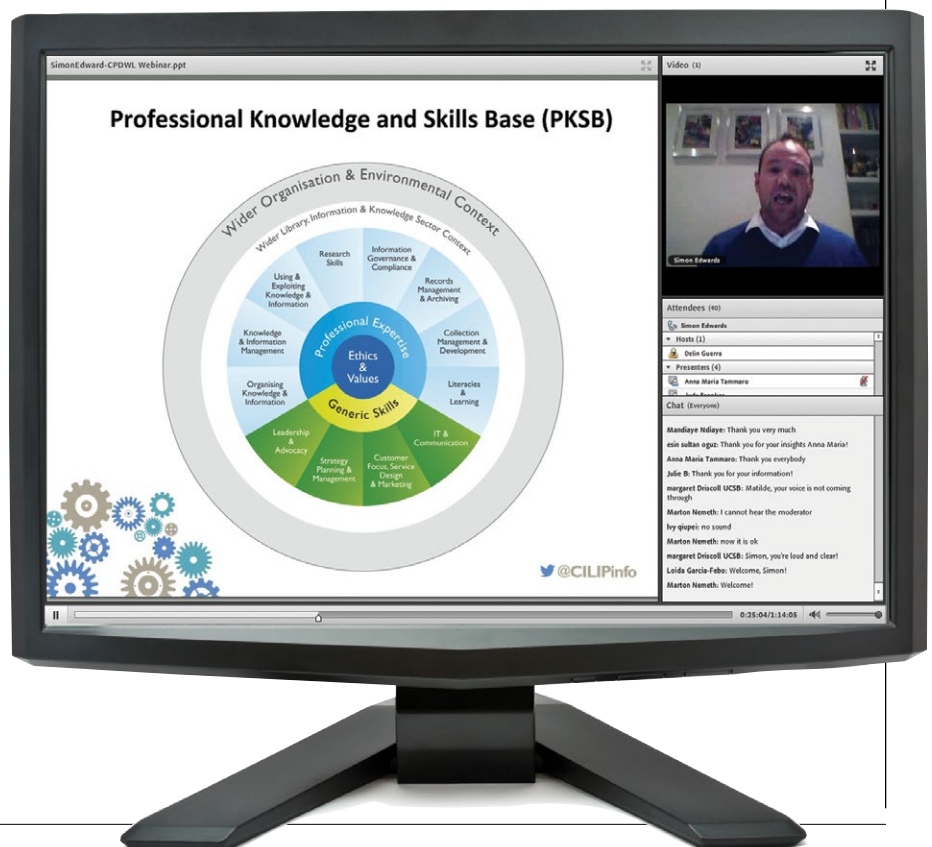 SimonEdward-CPDWL Webinar.ppt
Professional Knowledge and Skills Base (PKSB)
Wider Organisation & Environmental Context
Wider Library, Information & Knowledge Sector Context
Research
Skills
Information
Governance &
Compliance
Using &
Exploiting
Knowledge &
Information
Records
Management
& Archiving
Knowledge
& Information
Management
Collection
Management &
Development
Organising
Knowledge &
Information
Literacies
&
Learning
Professional Expertise
Ethics
&
Values
Generic Skills
Leadership
&
Advocacy
Strategy
Planning &
Management
Customer
Focus, Service
Design
& Marketing
IT &
Communication
@CILIPinfo
Video (1)
Simon Edwards
Attendees (40)
Simon Edwards
Hosts (1)
Delin Guerra
Presenters (4)
Anna Maria Tammaro
Chat (Everyone)
Mandiaye Ndiaye: Thank you very much
esin sultan oguz: Thank you for your insights Anna Maria!
Anna Maria Tammaro: Thank you everybody
Julie B: Thank you for your information!
margaret Driscoll UCSB: Matilde, your voice is not coming
through
Marton Nemeth: I cannot hear the moderator
Ivy qiupei: no sound
Marton Nemeth: now it is ok
margaret Driscoll UCSB: Simon, you're loud and clear!
Loida Garcia-Febo: Welcome, Simon!
Marton Nemeth: Welcome!
0:25:04/1:14:05